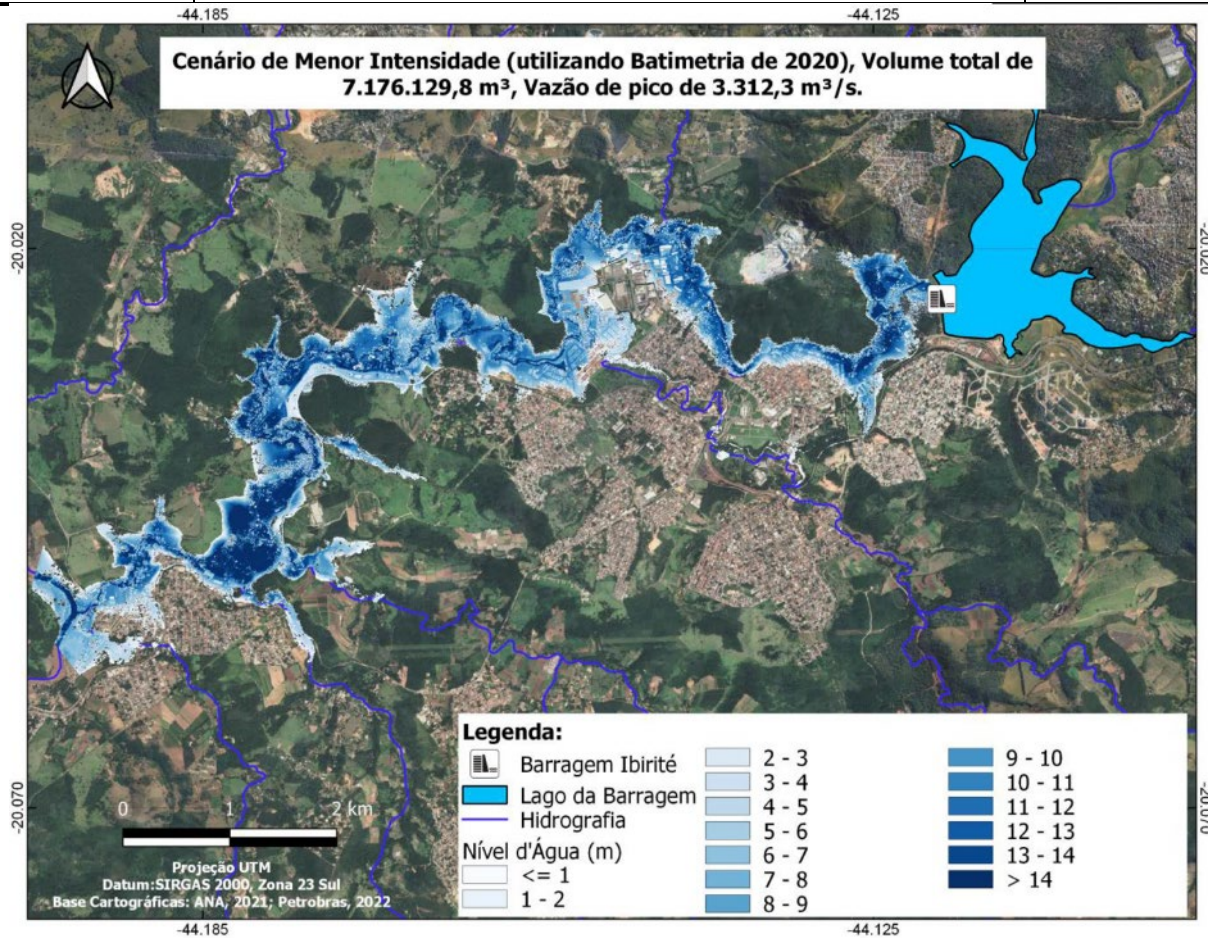 -44.185
-44.125
Cenário de Menor Intensidade (utilizando Batimetria de 2020), Volume total de
7.176.129,8 m³, Vazão de pico de 3.312,3 m³/s.
-20.020
-20.020
Legenda:
Barragem Ibirité
Lago da Barragem
Hidrografia
Nível d'Água (m)
<= 1
1 - 2
2 - 3
3 - 4
4 - 5
5 - 6
6 - 7
7 - 8
8 - 9
9 - 10
10 - 11
11 - 12
12 - 13
13 - 14
> 14
-20.070
-20.070
0 1 2 km
Projeção UTM
Datum:SIRGAS 2000, Zona 23 Sul
Base Cartográficas: ANA, 2021; Petrobras, 2022
-44.185
-44.125